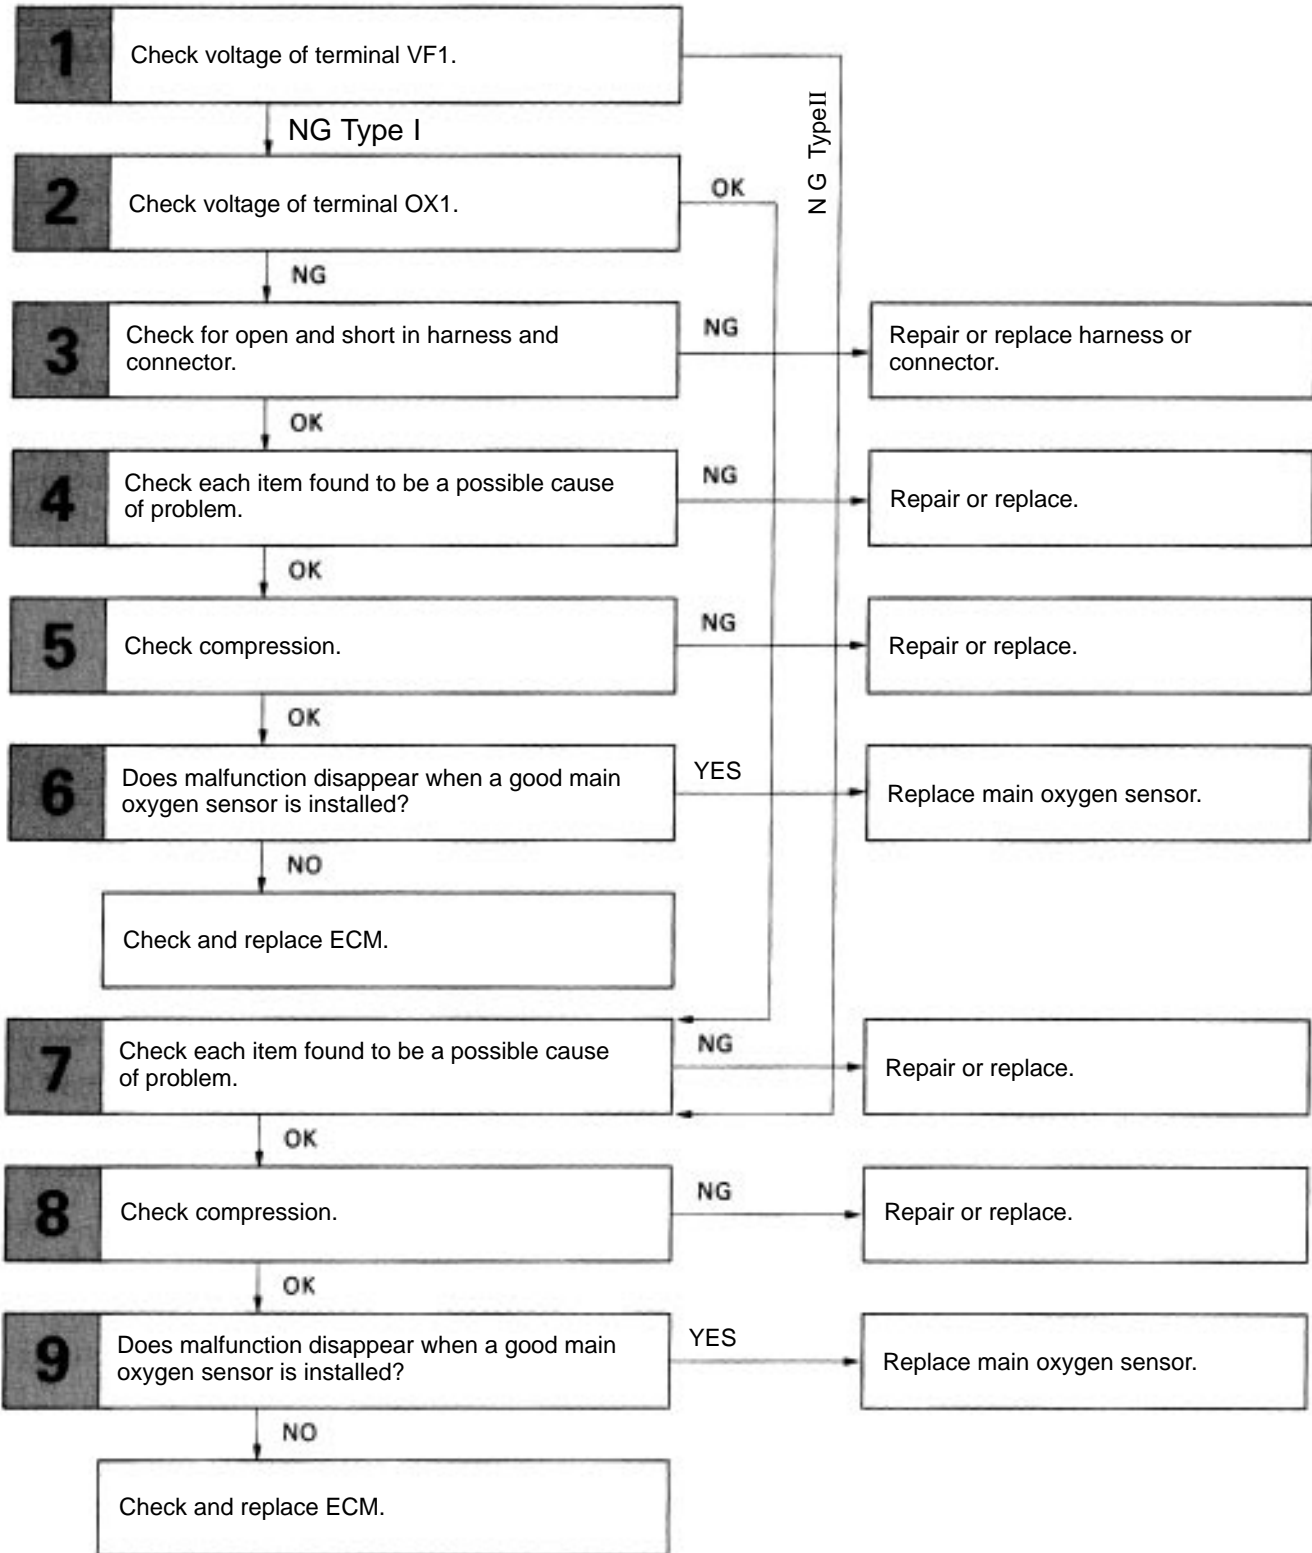 1
Check voltage of terminal VF1.
NG Type I
N G TypeII
2
Check voltage of terminal OX1.
OK
NG
3
Check for open and short in harness and
connector.
NG
Repair or replace harness or
connector.
OK
4
Check each item found to be a possible cause
of problem.
NG
Repair or replace.
OK
5
Check compression.
NG
Repair or replace.
OK
6
Does malfunction disappear when a good main
oxygen sensor is installed?
YES
Replace main oxygen sensor.
NO
Check and replace ECM.
7
Check each item found to be a possible cause
of problem.
NG
Repair or replace.
OK
8
Check compression.
NG
Repair or replace.
OK
9
Does malfunction disappear when a good main
oxygen sensor is installed?
YES
Replace main oxygen sensor.
NO
Check and replace ECM.